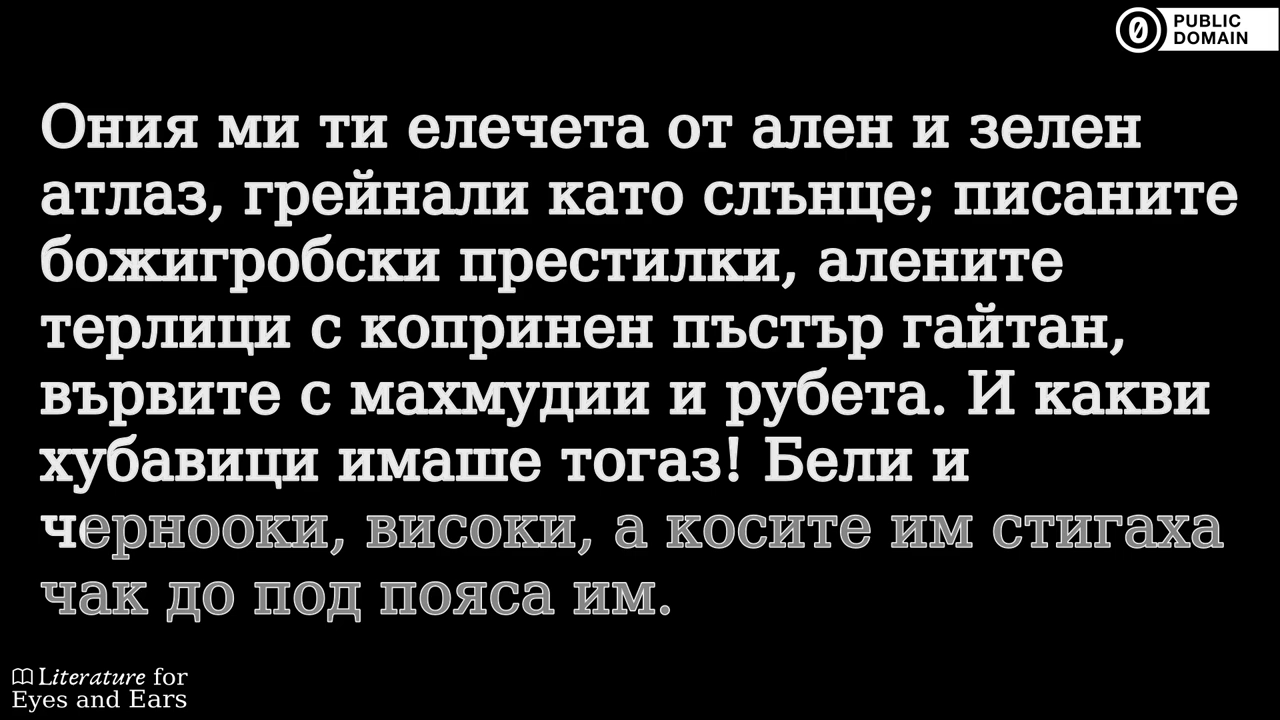 PUBLIC
DOMAIN
Ония ми ти елечета от ален и зелен
атлаз, грейнали като слънце; писаните
божигробски престилки, алените
терлици с копринен пъстър гайтан,
вървите с махмудии и рубета. И какви
хубавици имаше тогаз! Бели и
чернооки, високи, а косите им стигаха
чак до под пояса им.
Literature for
Eyes and Ears